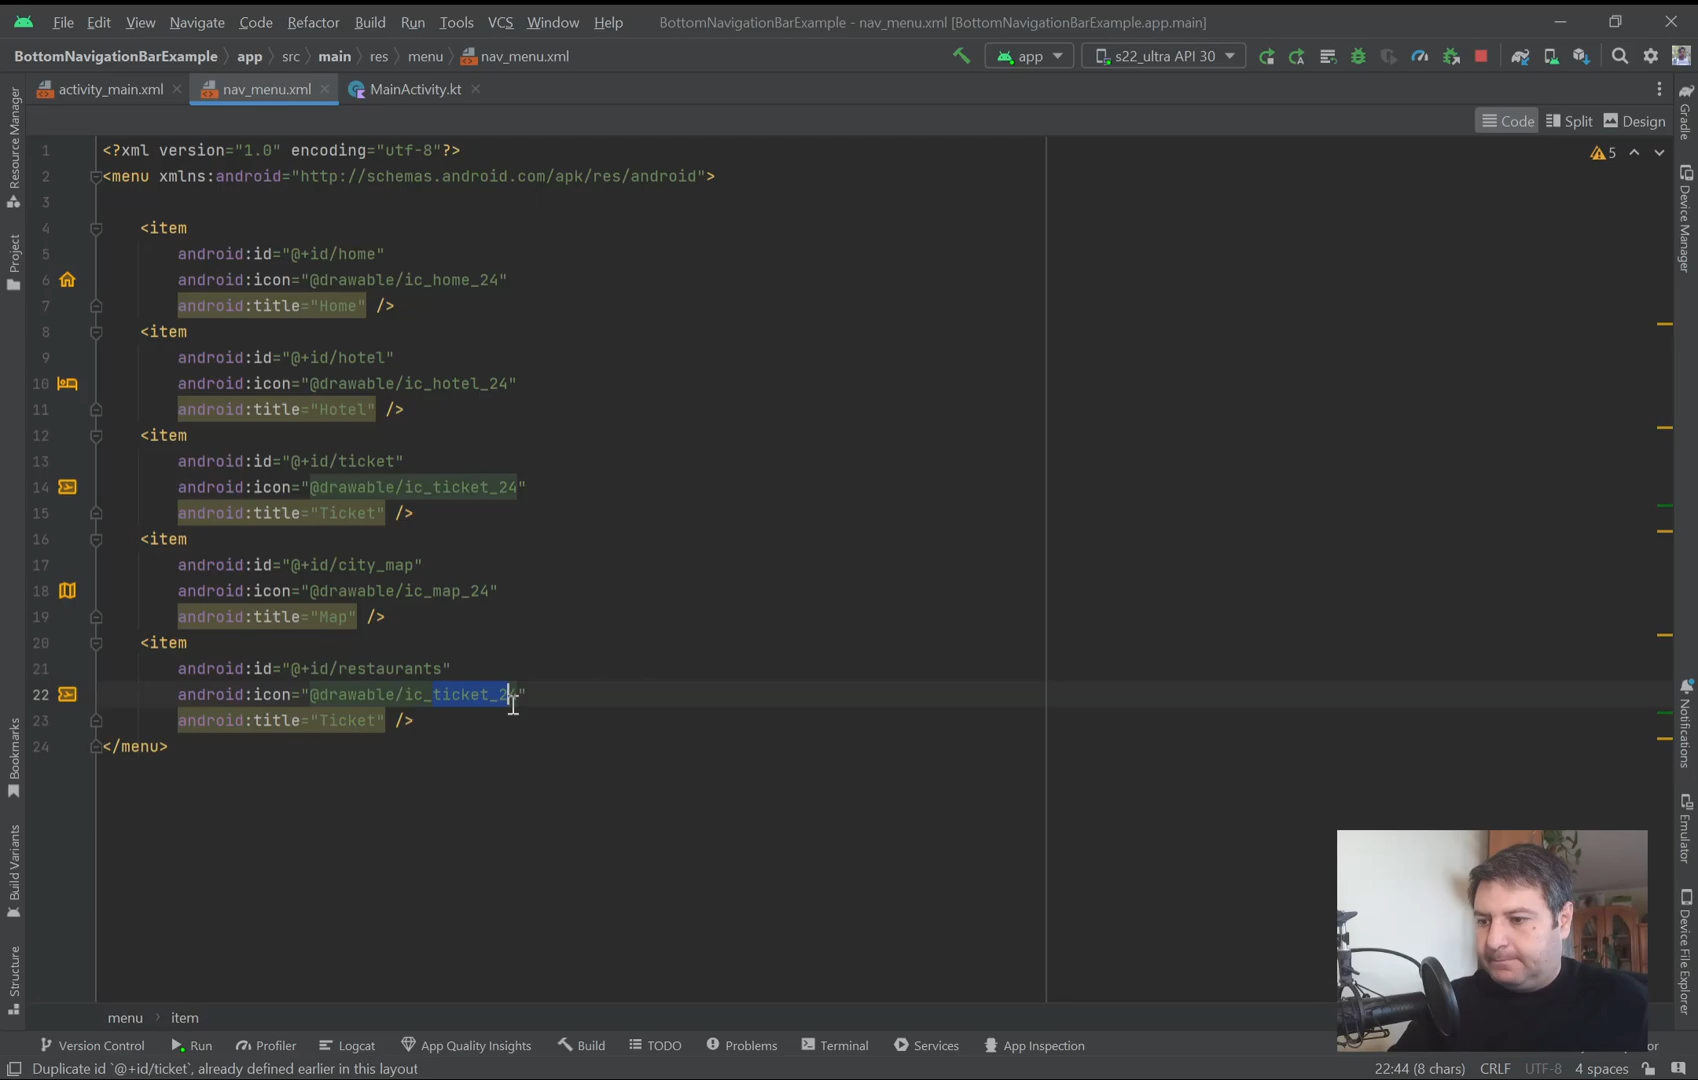 File Edit View Navigate Code Refactor Build Run Tools VCS Window Help BottomNavigationBarExample - nav_menu.xml [BottomNavigationBarExample.app.main]
BottomNavigationBarExample app src main res menu nav_menu.xml app s22_ultra API 30
activity_main.xml nav_menu.xml MainActivity.kt
Code Split Design
5
1 <?xml version="1.0" encoding="utf-8"?>
2 <menu xmlns:android="http://schemas.android.com/apk/res/android">
3
4 <item
5 android:id="@+id/home"
6 android:icon="@drawable/ic_home_24"
7 android:title="Home" />
8 <item
9 android:id="@+id/hotel"
10 android:icon="@drawable/ic_hotel_24"
11 android:title="Hotel" />
12 <item
13 android:id="@+id/ticket"
14 android:icon="@drawable/ic_ticket_24"
15 android:title="Ticket" />
16 <item
17 android:id="@+id/city_map"
18 android:icon="@drawable/ic_map_24"
19 android:title="Map" />
20 <item
21 android:id="@+id/restaurants"
22 android:icon="@drawable/ic_ticket_24"
23 android:title="Ticket" />
24 </menu>
Resource Manager
Project
Bookmarks
Build Variants
Structure
Gradle
Device Manager
Notifications
Emulator
Device File Explorer
menu item
Version Control Run Profiler Logcat App Quality Insights Build TODO Problems Terminal Services App Inspection
Duplicate id `@+id/ticket`, already defined earlier in this layout 22:44 (8 chars) CRLF UTF-8 4 spaces